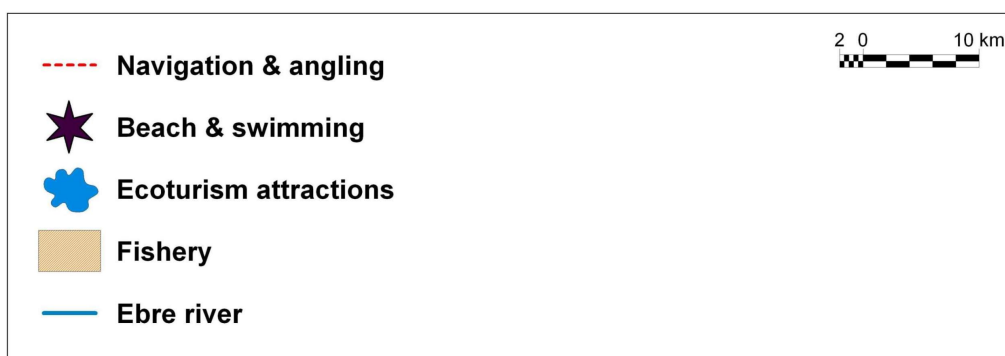 2 0 10 km
Navigation & angling
Beach & swimming
Ecoturism attractions
Fishery
Ebre river